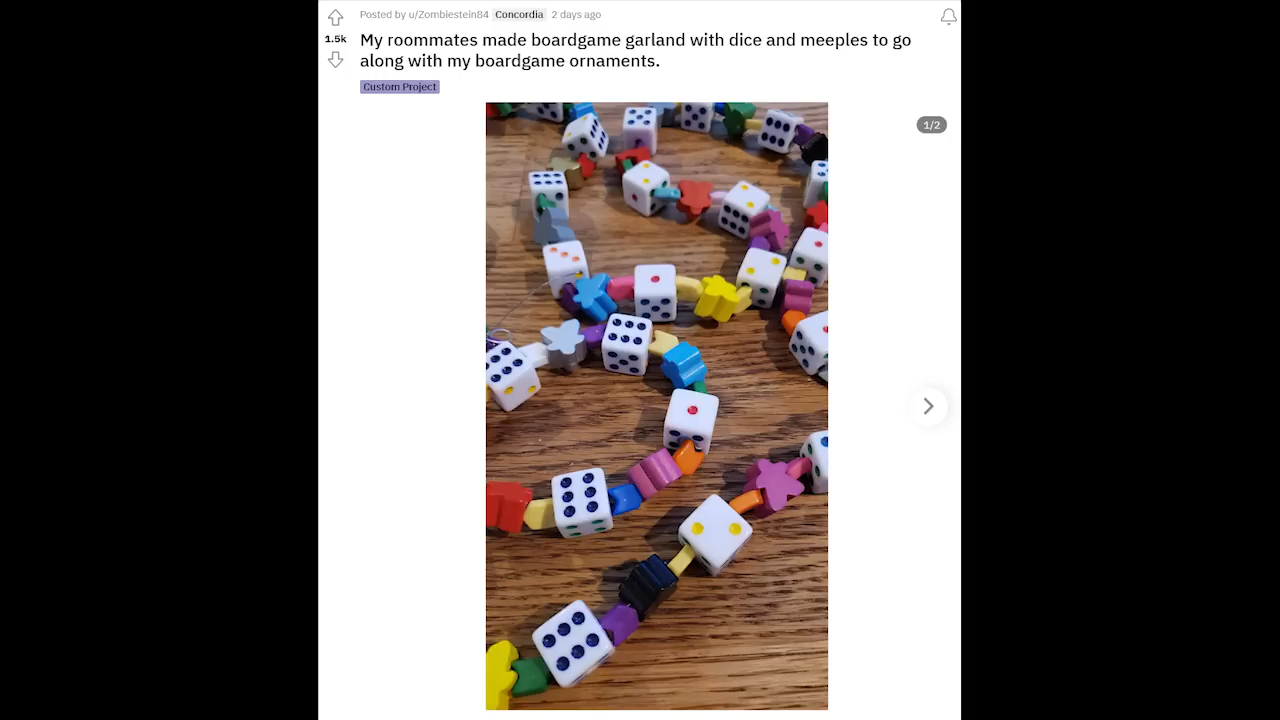 Posted by u/Zombiestein84 Concordia 2 days ago
1.5k
My roommates made boardgame garland with dice and meeples to go
along with my boardgame ornaments.
Custom Project
1/2